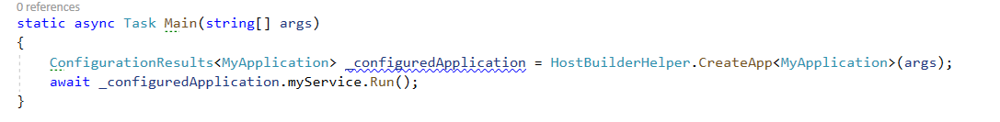 0 references
static async Task Main(string[] args)
{
ConfigurationResults<MyApplication> _configuredApplication = HostBuilderHelper.CreateApp<MyApplication>(args);
await _configuredApplication.myService.Run();
}